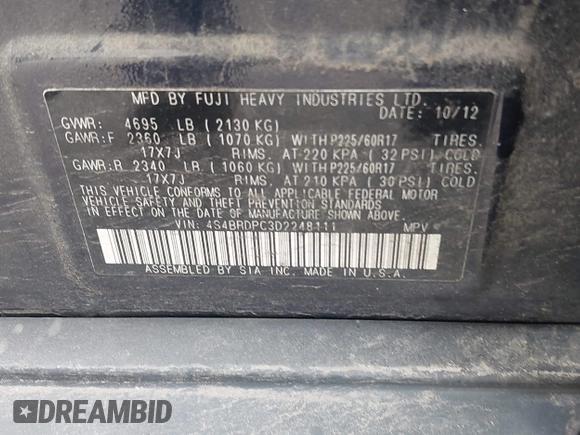 MFD BY FUJI HEAVY INDUSTRIES LTD.
DATE: 10/12
GVWR: 4695 LB (2130 KG)
GAWR:F 2360 LB (1070 KG) WITH P225/60R17 TIRES.
17X7J RIMS. AT 220 KPA (32 PSI) COLD
GAWR:R 2340 LB (1060 KG) WITH P225/60R17 TIRES
17X7J RIMS. AT 210 KPA (30 PSI) COLD
THIS VEHICLE CONFORMS TO ALL APPLICABLE FEDERAL MOTOR
VEHICLE SAFETY AND THEFT PREVENTION STANDARDS
IN EFFECT ON THE DATE OF MANUFACTURE SHOWN ABOVE.
VIN: 4S4BRDPC3D2248111 MPV
ASSEMBLED BY SIA INC. MADE IN U.S.A.
DREAMBID